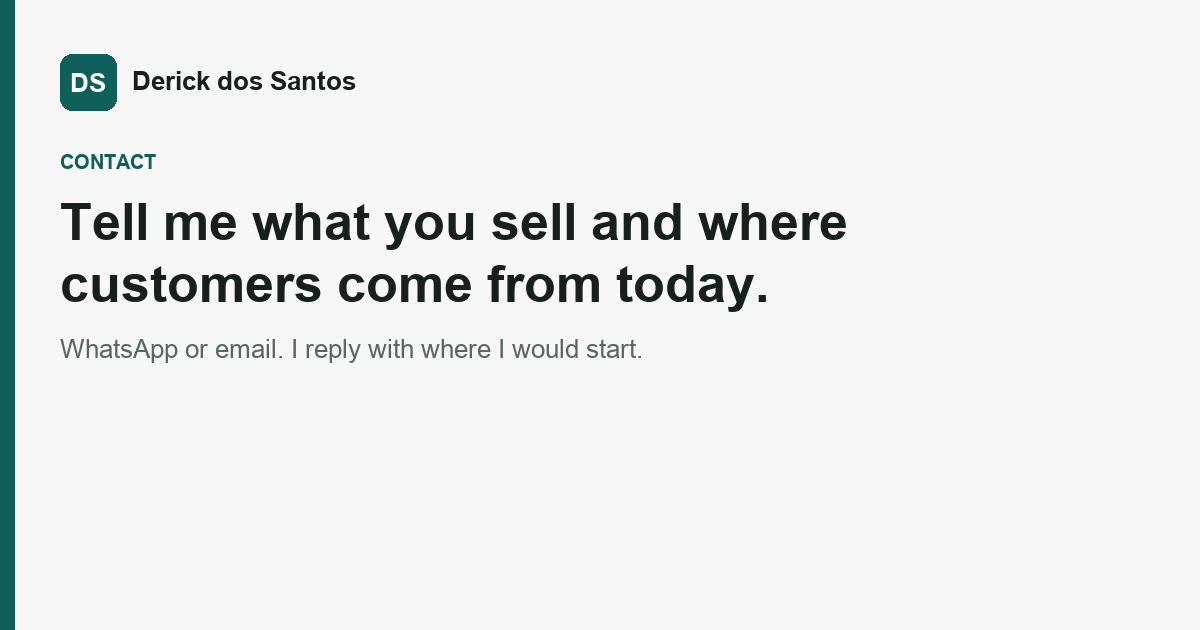 DS
Derick dos Santos
CONTACT
Tell me what you sell and where
customers come from today.
WhatsApp or email. I reply with where I would start.